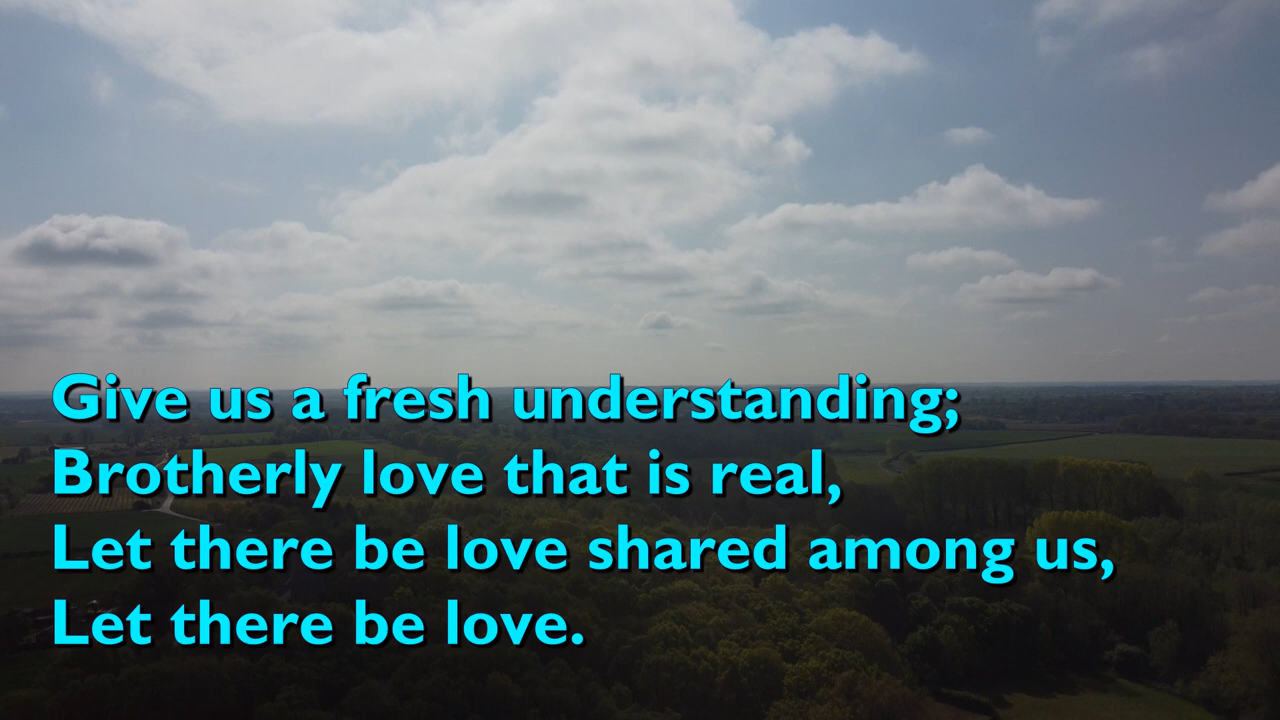 Give us a fresh understanding;
Brotherly love that is real,
Let there be love shared among us,
Let there be love.